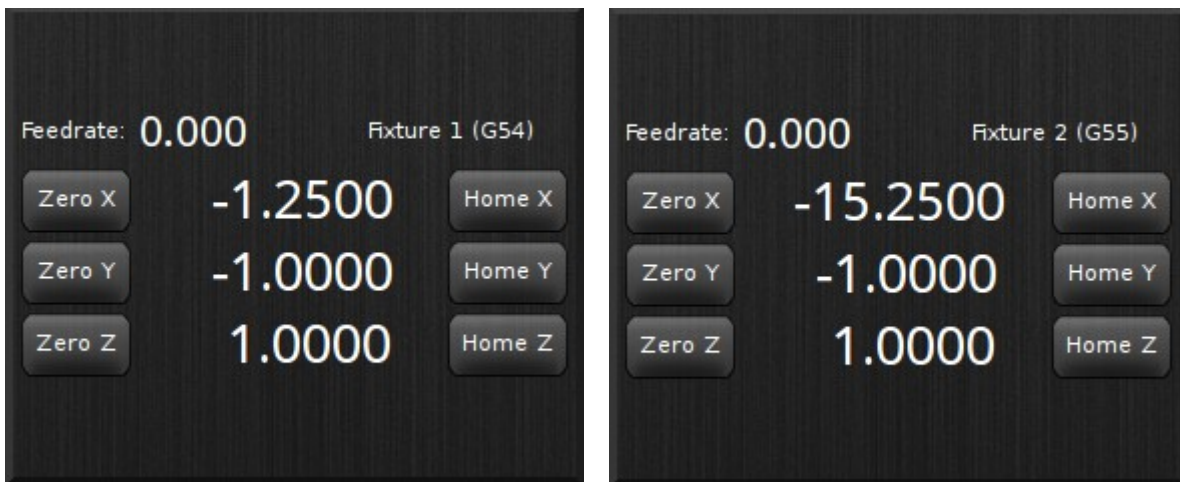 Feedrate: 0.000 Fixture 1 (G54)
Zero X -1.2500 Home X
Zero Y -1.0000 Home Y
Zero Z 1.0000 Home Z
Feedrate: 0.000 Fixture 2 (G55)
Zero X -15.2500 Home X
Zero Y -1.0000 Home Y
Zero Z 1.0000 Home Z